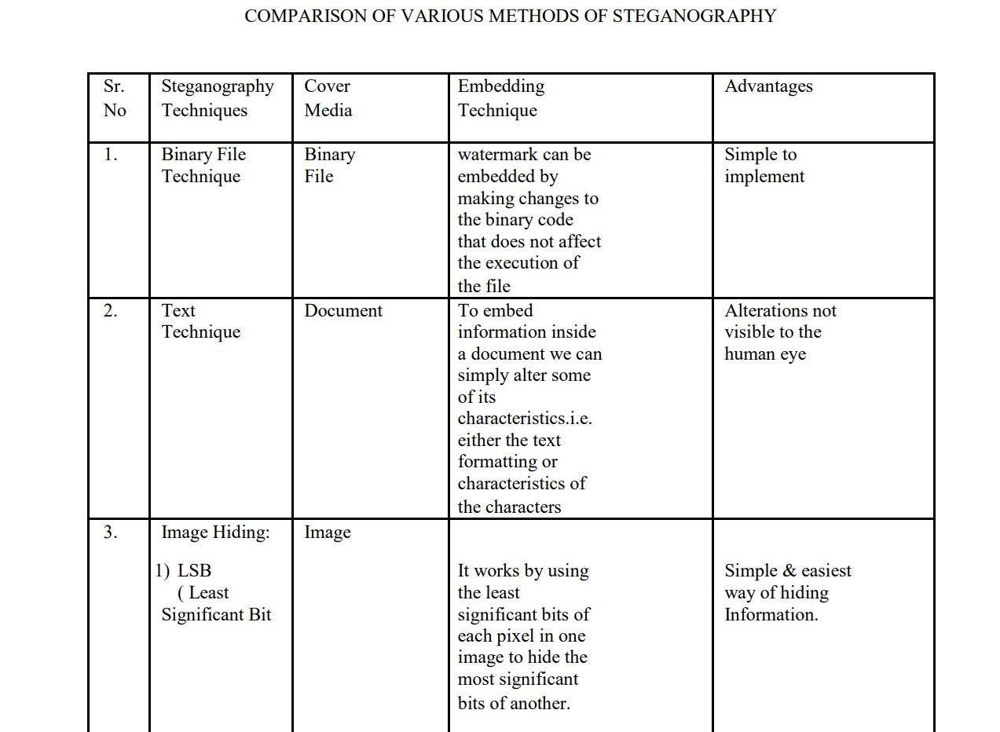 COMPARISON OF VARIOUS METHODS OF STEGANOGRAPHY
Sr.
No
Steganography
Techniques
Cover
Media
Embedding
Technique
Advantages
1.
Binary File
Technique
Binary
File
watermark can be
embedded by
making changes to
the binary code
that does not affect
the execution of
the file
Simple to
implement
2.
Text
Technique
Document
To embed
information inside
a document we can
simply alter some
of its
characteristics.i.e.
either the text
formatting or
characteristics of
the characters
Alterations not
visible to the
human eye
3.
Image Hiding:
1) LSB
( Least
Significant Bit
Image
It works by using
the least
significant bits of
each pixel in one
image to hide the
most significant
bits of another.
Simple & easiest
way of hiding
Information.